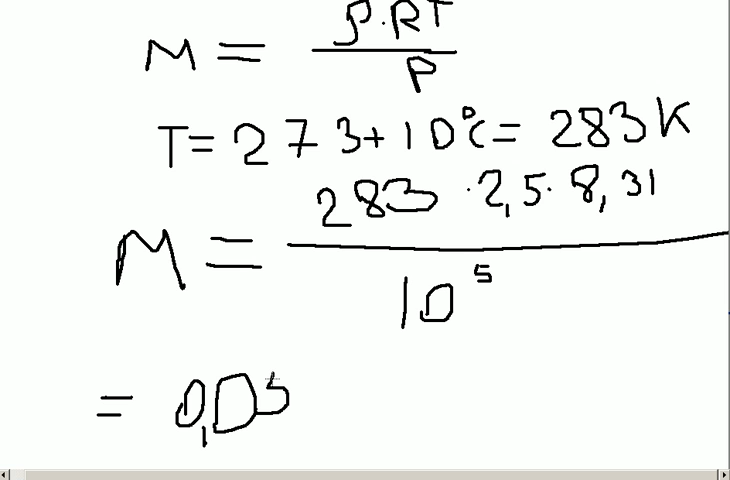 M = ρ·RT / P
T = 273 + 10°C = 283 K
M = 283 · 2,5 · 8,31 / 10⁵
= 0,05